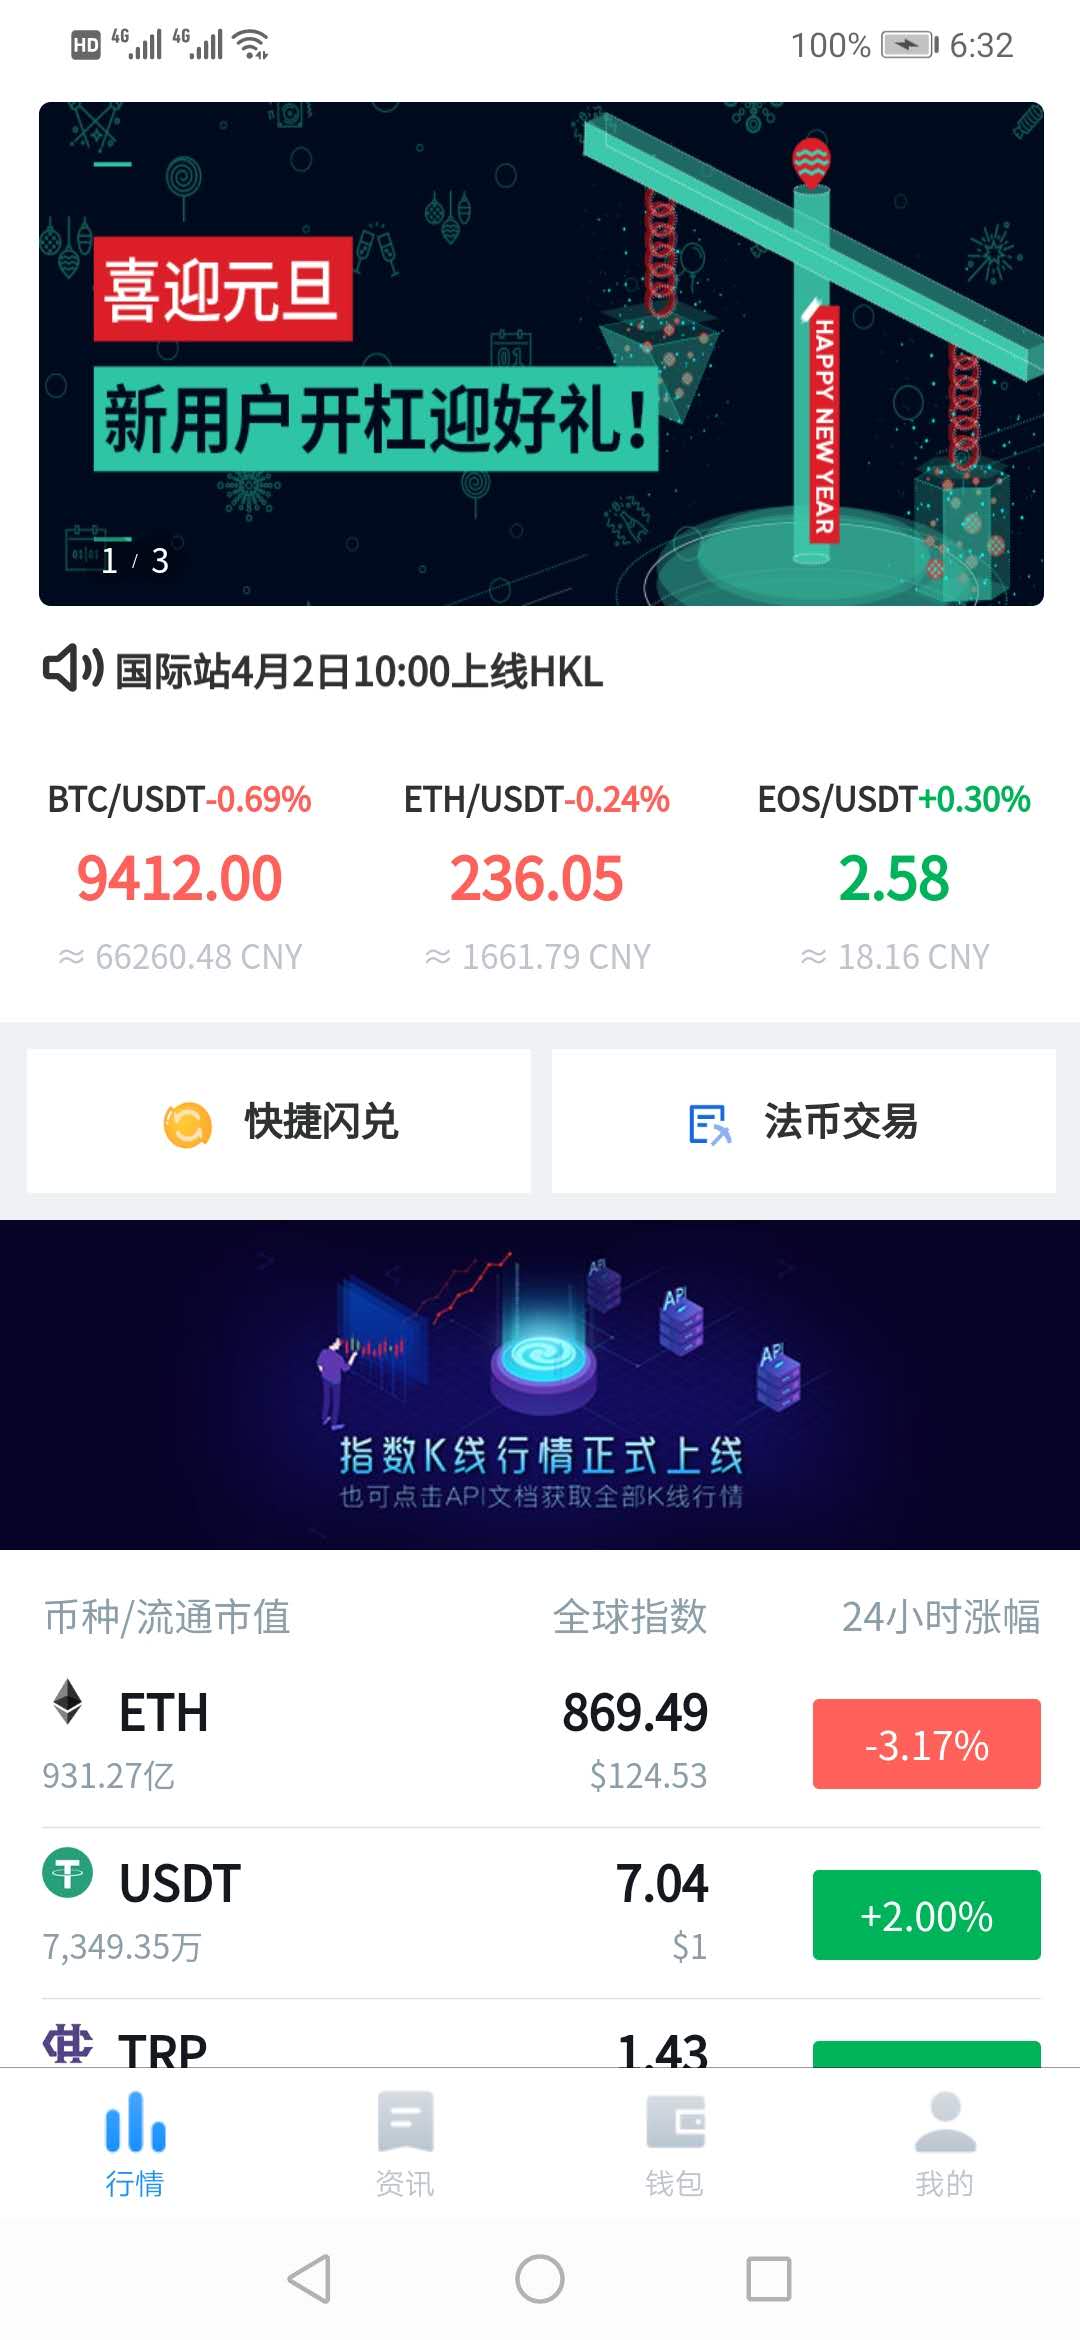 HD 4G 4G 100% 6:32
喜迎元旦
新用户开杠迎好礼!
HAPPY NEW YEAR
01
01|01
1 / 3
国际站4月2日10:00上线HKL
BTC/USDT-0.69% ETH/USDT-0.24% EOS/USDT+0.30%
9412.00 236.05 2.58
≈ 66260.48 CNY ≈ 1661.79 CNY ≈ 18.16 CNY
快捷闪兑 法币交易
API
API
API
指数K线行情正式上线
也可点击API文档获取全部K线行情
币种/流通市值 全球指数 24小时涨幅
ETH 869.49 -3.17%
931.27亿 $124.53
USDT 7.04 +2.00%
7,349.35万 $1
TRP 1.43
行情 资讯 钱包 我的